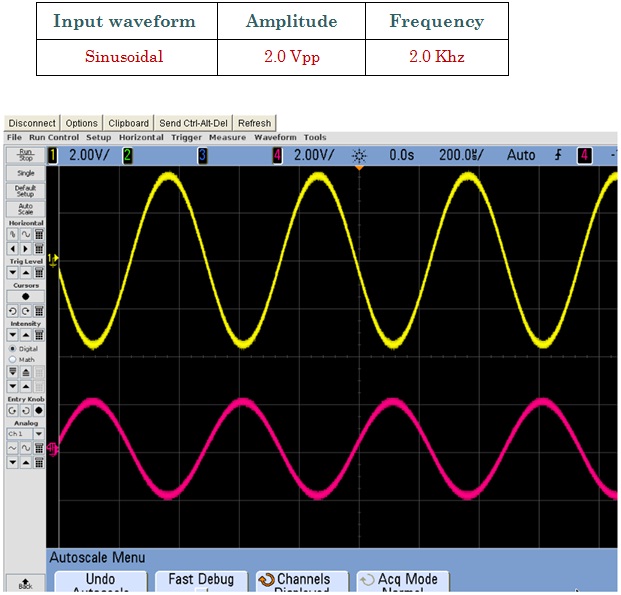 Input waveform Amplitude Frequency
Sinusoidal 2.0 Vpp 2.0 Khz
Disconnect Options Clipboard Send Ctrl-Alt-Del Refresh
File Run Control Setup Horizontal Trigger Measure Waveform Tools
Run
Stop
1 2.00V/ 2 3 4 2.00V/ 0.0s 200.0µ/ Auto 4
Single
Default
Setup
Auto
Scale
Horizontal
Trig Level
Cursors
Intensity
Digital
Math
Entry Knob
Analog
Ch1
Back
Autoscale Menu
Undo Fast Debug Channels Acq Mode
Autoscale Displayed Normal